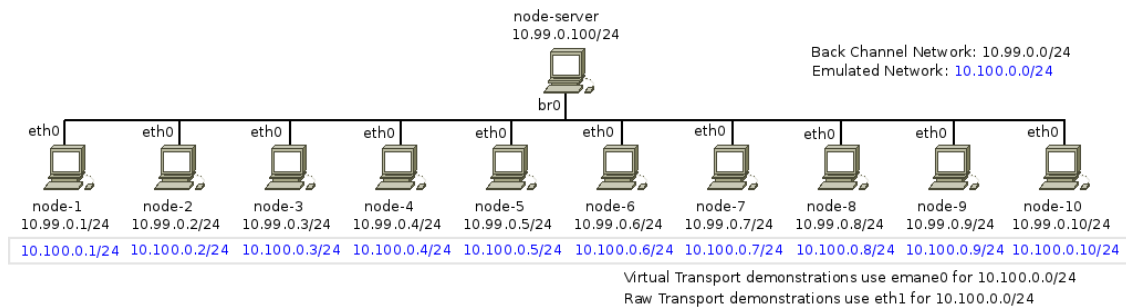 node-server
10.99.0.100/24
Back Channel Network: 10.99.0.0/24
Emulated Network: 10.100.0.0/24
br0
eth0 eth0 eth0 eth0 eth0 eth0 eth0 eth0 eth0 eth0
node-1 node-2 node-3 node-4 node-5 node-6 node-7 node-8 node-9 node-10
10.99.0.1/24 10.99.0.2/24 10.99.0.3/24 10.99.0.4/24 10.99.0.5/24 10.99.0.6/24 10.99.0.7/24 10.99.0.8/24 10.99.0.9/24 10.99.0.10/24
10.100.0.1/24 10.100.0.2/24 10.100.0.3/24 10.100.0.4/24 10.100.0.5/24 10.100.0.6/24 10.100.0.7/24 10.100.0.8/24 10.100.0.9/24 10.100.0.10/24
Virtual Transport demonstrations use emane0 for 10.100.0.0/24
Raw Transport demonstrations use eth1 for 10.100.0.0/24